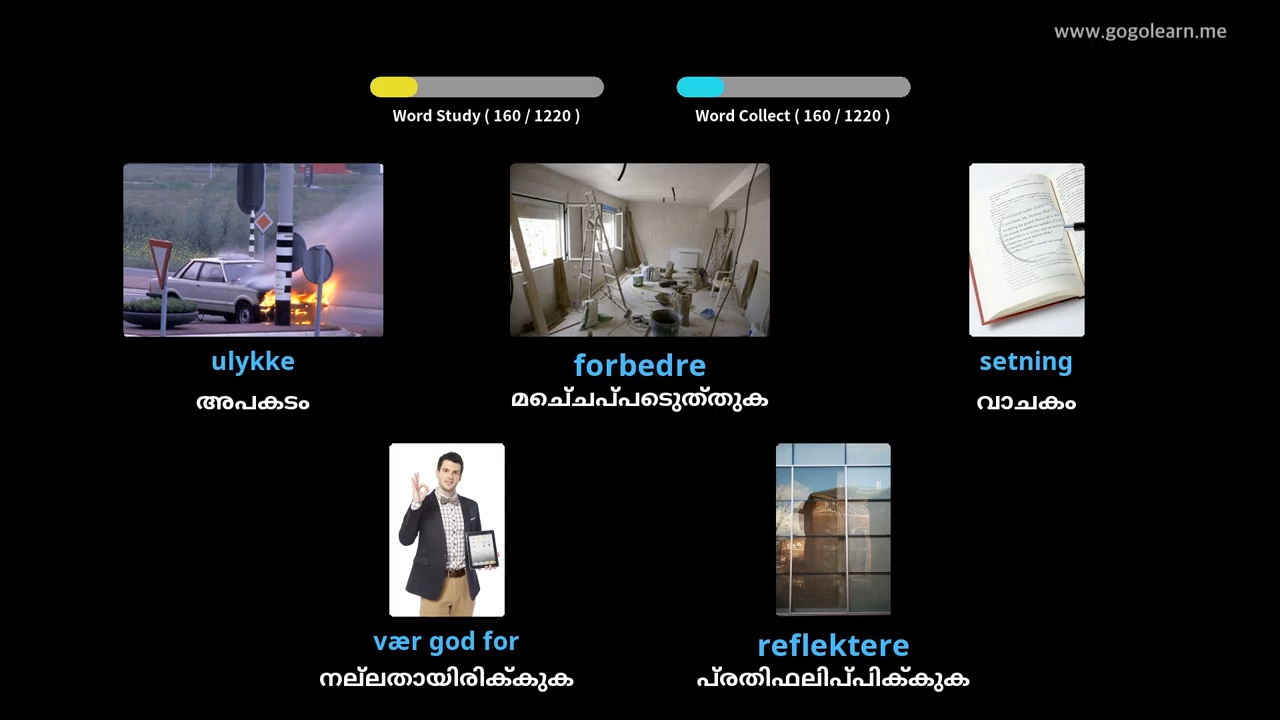 www.gogolearn.me
Word Study ( 160 / 1220 )
Word Collect ( 160 / 1220 )
ulykke
forbedre
setning
അപകടം
മെച്ചപ്പെടുത്തുക
വാചകം
vær god for
reflektere
നല്ലതായിരിക്കുക
പ്രതിഫലിപ്പിക്കുക